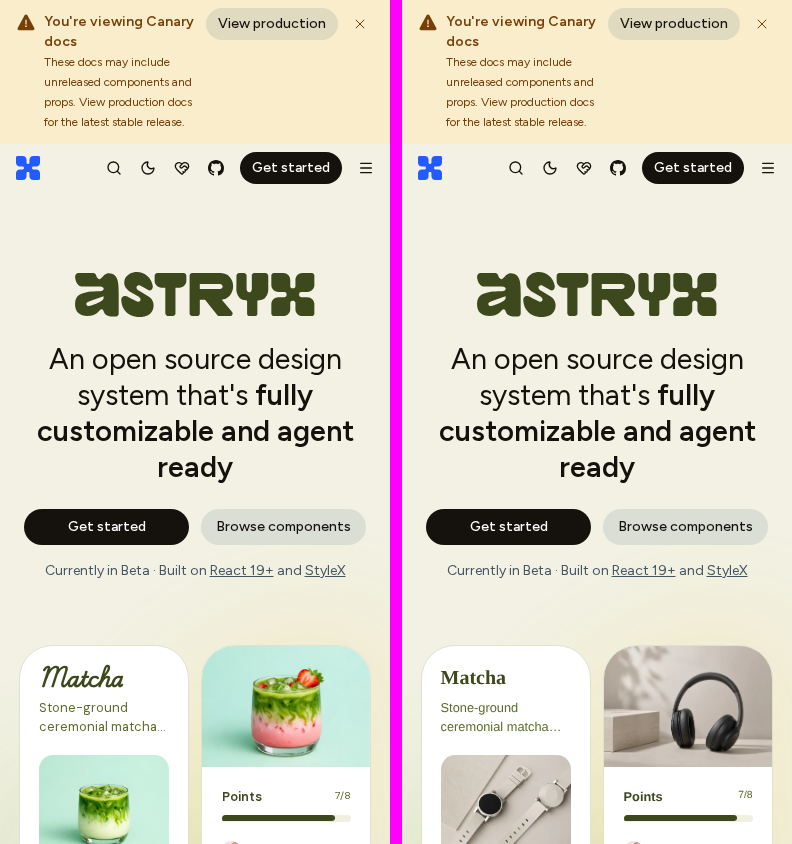 You're viewing Canary
docs
View production
These docs may include
unreleased components and
props. View production docs
for the latest stable release.
Get started
ASTRYX
An open source design
system that's fully
customizable and agent
ready
Get started
Browse components
Currently in Beta · Built on React 19+ and StyleX
Matcha
Stone-ground
ceremonial matcha...
Points
7/8
You're viewing Canary
docs
View production
These docs may include
unreleased components and
props. View production docs
for the latest stable release.
Get started
ASTRYX
An open source design
system that's fully
customizable and agent
ready
Get started
Browse components
Currently in Beta · Built on React 19+ and StyleX
Matcha
Stone-ground
ceremonial matcha...
Points
7/8